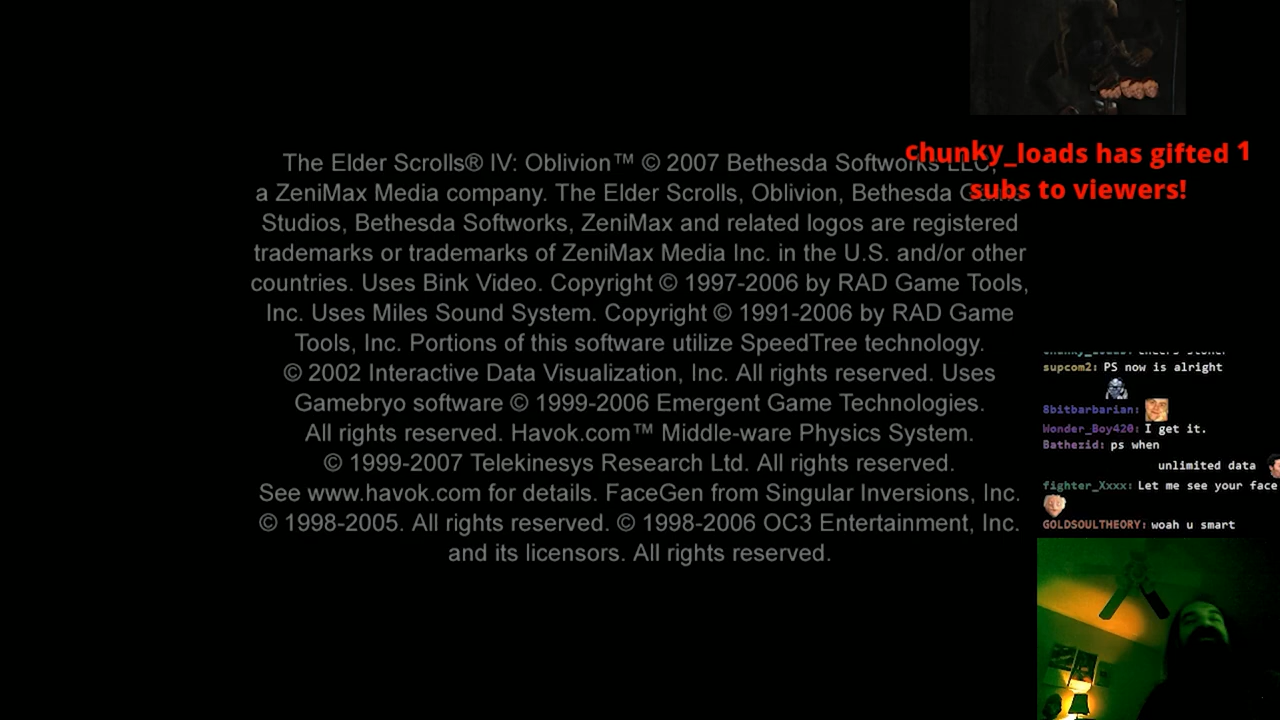 The Elder Scrolls® IV: Oblivion™ © 2007 Bethesda Softworks LLC,
a ZeniMax Media company. The Elder Scrolls, Oblivion, Bethesda Game
Studios, Bethesda Softworks, ZeniMax and related logos are registered
trademarks or trademarks of ZeniMax Media Inc. in the U.S. and/or other
countries. Uses Bink Video. Copyright © 1997-2006 by RAD Game Tools,
Inc. Uses Miles Sound System. Copyright © 1991-2006 by RAD Game
Tools, Inc. Portions of this software utilize SpeedTree technology.
© 2002 Interactive Data Visualization, Inc. All rights reserved. Uses
Gamebryo software © 1999-2006 Emergent Game Technologies.
All rights reserved. Havok.com™ Middle-ware Physics System.
© 1999-2007 Telekinesys Research Ltd. All rights reserved.
See www.havok.com for details. FaceGen from Singular Inversions, Inc.
© 1998-2005. All rights reserved. © 1998-2006 OC3 Entertainment, Inc.
and its licensors. All rights reserved.
chunky_loads has gifted 1
subs to viewers!
supcom2: PS now is alright
8bitbarbarian:
Wonder_Boy420: I get it.
Bathezid: ps when
unlimited data
fighter_Xxxx: Let me see your face
GOLDSOULTHEORY: woah u smart